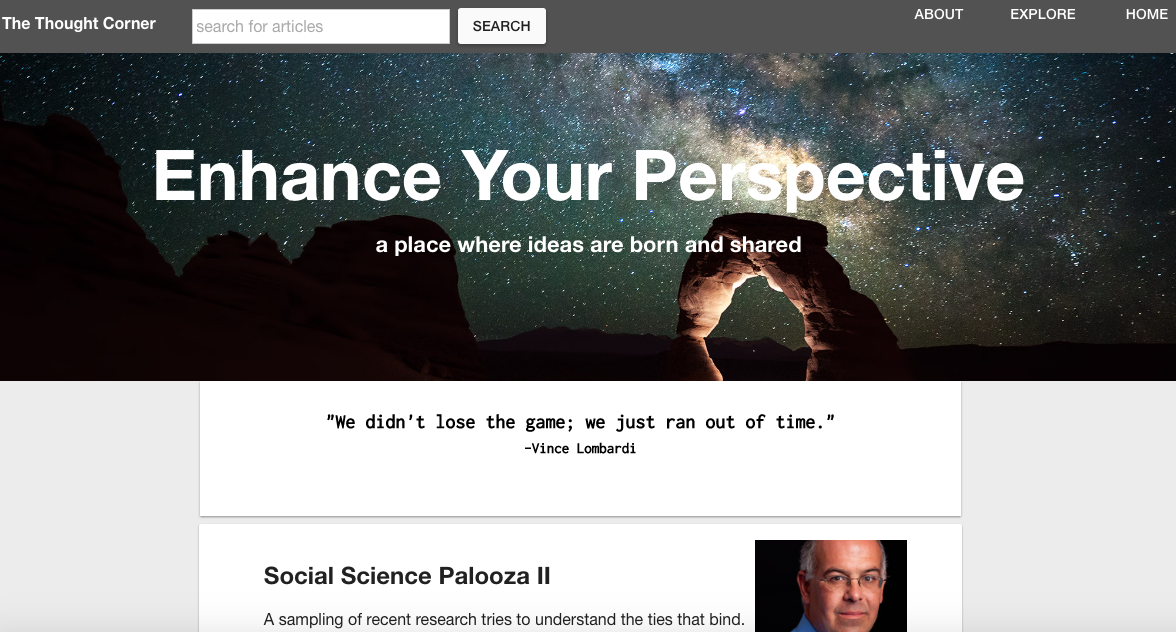 The Thought Corner
search for articles
SEARCH
ABOUT
EXPLORE
HOME
Enhance Your Perspective
a place where ideas are born and shared
"We didn't lose the game; we just ran out of time."
-Vince Lombardi
Social Science Palooza II
A sampling of recent research tries to understand the ties that bind.